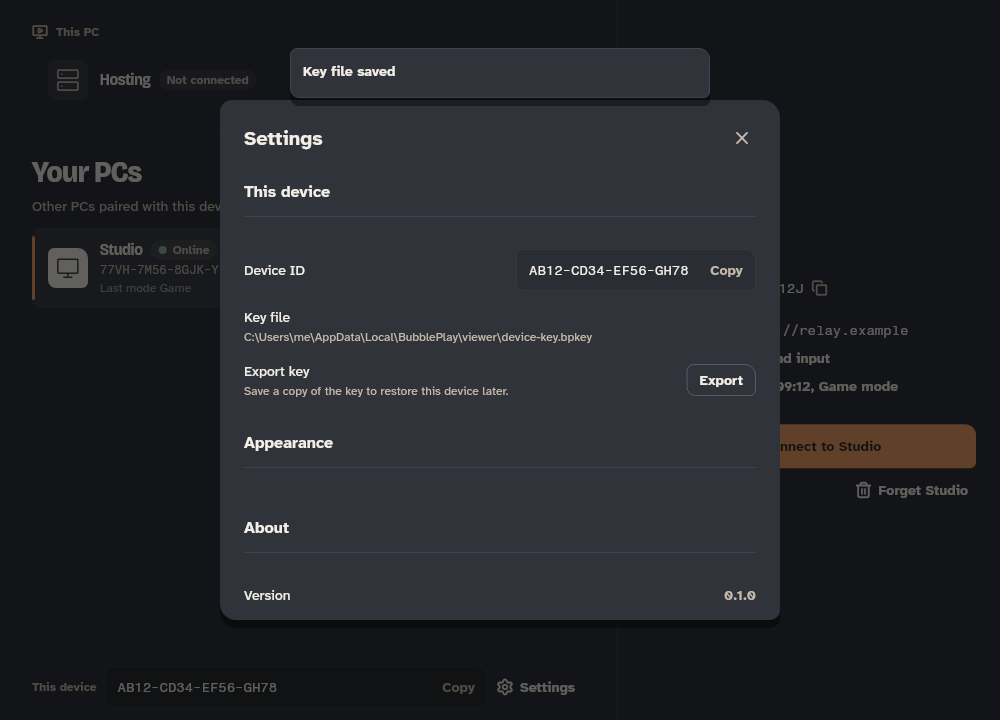 This PC
Hosting Not connected
Key file saved
Your PCs
Other PCs paired with this dev
Studio Online
77VH-7M56-8GJK-Y
Last mode Game
Settings
This device
Device ID AB12-CD34-EF56-GH78 Copy
Key file
C:\Users\me\AppData\Local\BubblePlay\viewer\device-key.bpkey
Export key
Save a copy of the key to restore this device later.
Export
Appearance
About
Version 0.1.0
12J
//relay.example
nd input
99:12, Game mode
nnect to Studio
Forget Studio
This device AB12-CD34-EF56-GH78 Copy Settings